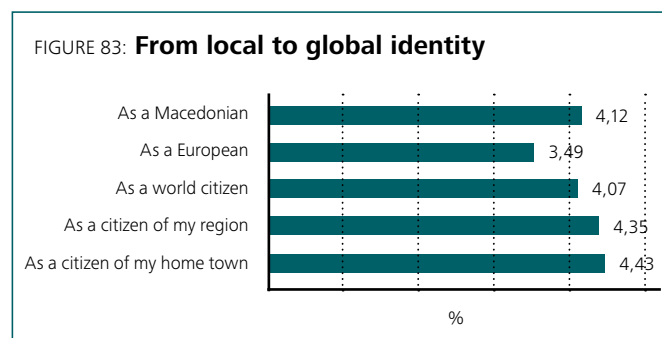 FIGURE 83: From local to global identity
As a Macedonian 4,12
As a European 3,49
As a world citizen 4,07
As a citizen of my region 4,35
As a citizen of my home town 4,43
%